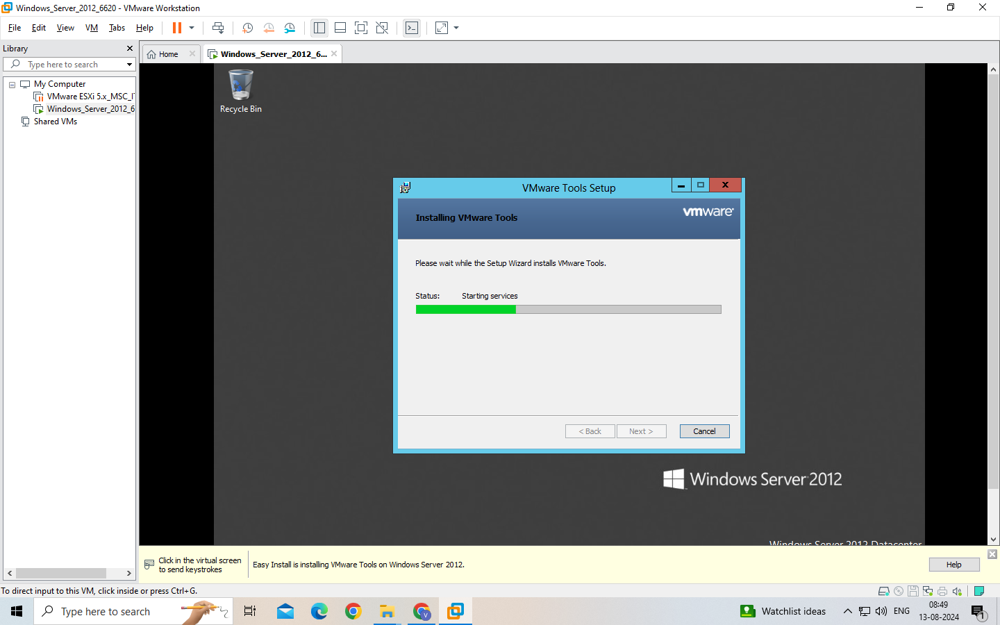 Windows_Server_2012_6620 - VMware Workstation
File Edit View VM Tabs Help
Library
Type here to search
My Computer
VMware ESXi 5.x_MSC_I
Windows_Server_2012_6
Shared VMs
Home
Windows_Server_2012_6...
Recycle Bin
VMware Tools Setup
Installing VMware Tools
vmware
Please wait while the Setup Wizard installs VMware Tools.
Status: Starting services
< Back Next > Cancel
Windows Server 2012
Windows Server 2012 Datacenter
Click in the virtual screen
to send keystrokes
Easy Install is installing VMware Tools on Windows Server 2012.
Help
To direct input to this VM, click inside or press Ctrl+G.
Type here to search
V
Watchlist ideas
ENG
08:49
13-08-2024
1